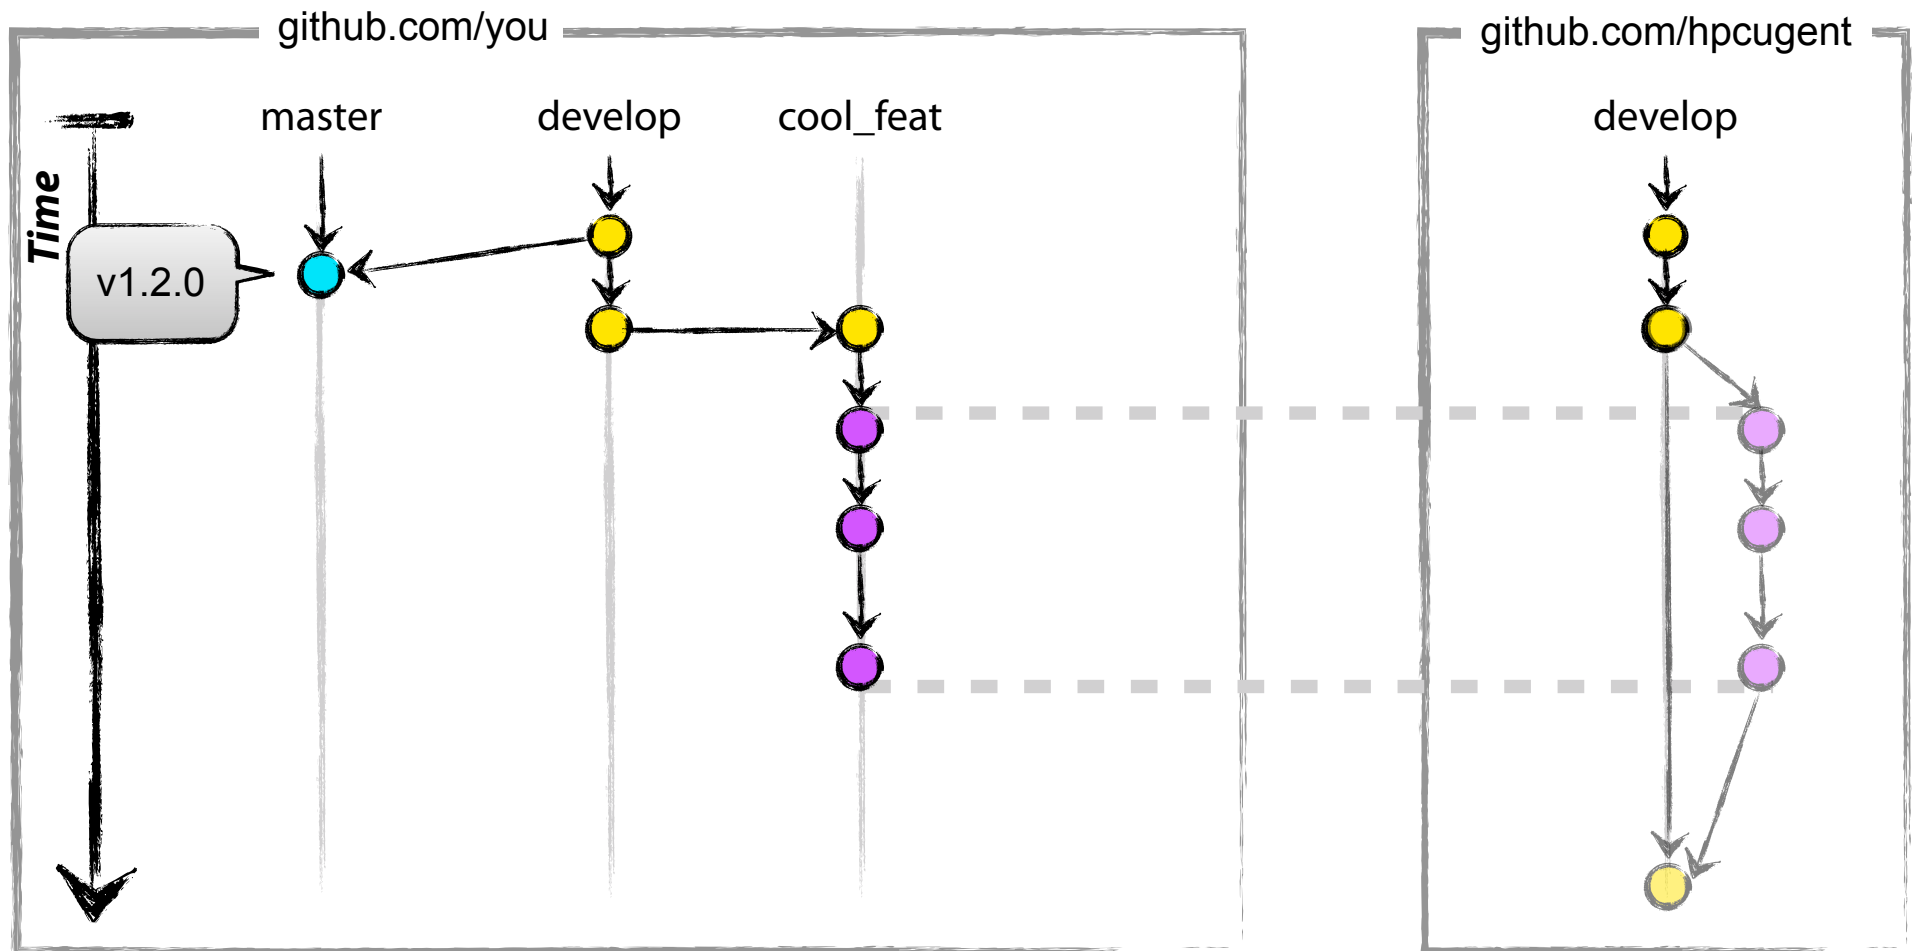 github.com/you
github.com/hpcugent
master
develop
cool_feat
develop
Time
v1.2.0